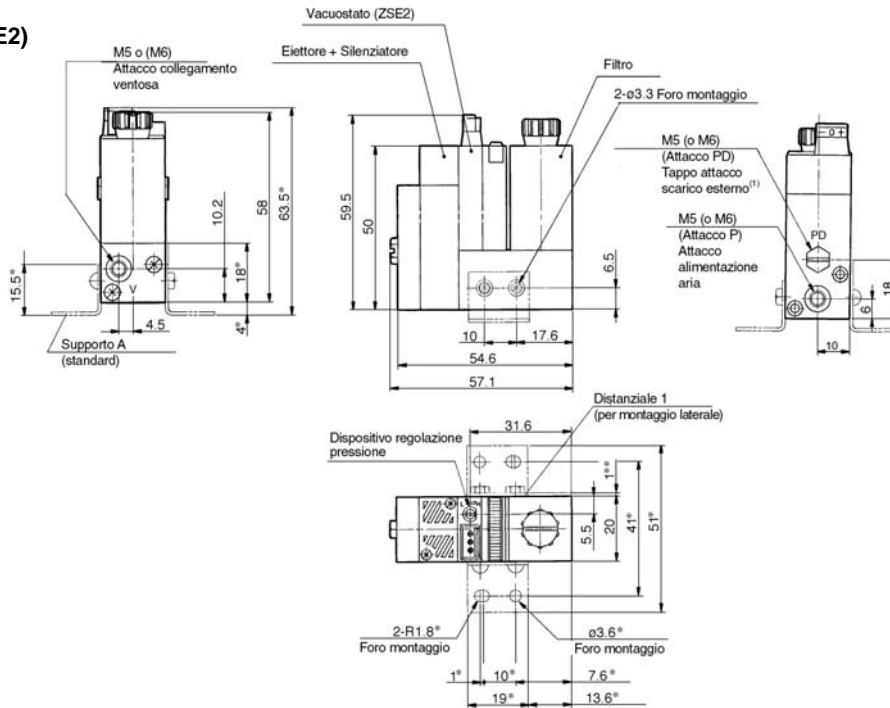 E2)
Vacuostato (ZSE2)
M5 o (M6)
Attacco collegamento
ventosa
Eiettore + Silenziatore
Filtro
2-ø3.3 Foro montaggio
M5 (o M6)
(Attacco PD)
Tappo attacco
scarico esterno(1)
M5 (o M6)
(Attacco P)
Attacco
alimentazione
aria
PD
- o +
V
10.2
58
63.5*
18*
15.5*
4.5
4*
Supporto A
(standard)
59.5
50
6.5
10
17.6
54.6
57.1
18
6
10
Distanziale 1
(per montaggio laterale)
31.6
Dispositivo regolazione
pressione
1**
5.5
20
41*
51*
2-R1.8*
Foro montaggio
ø3.6*
Foro montaggio
1*
10*
7.6*
19*
13.6*